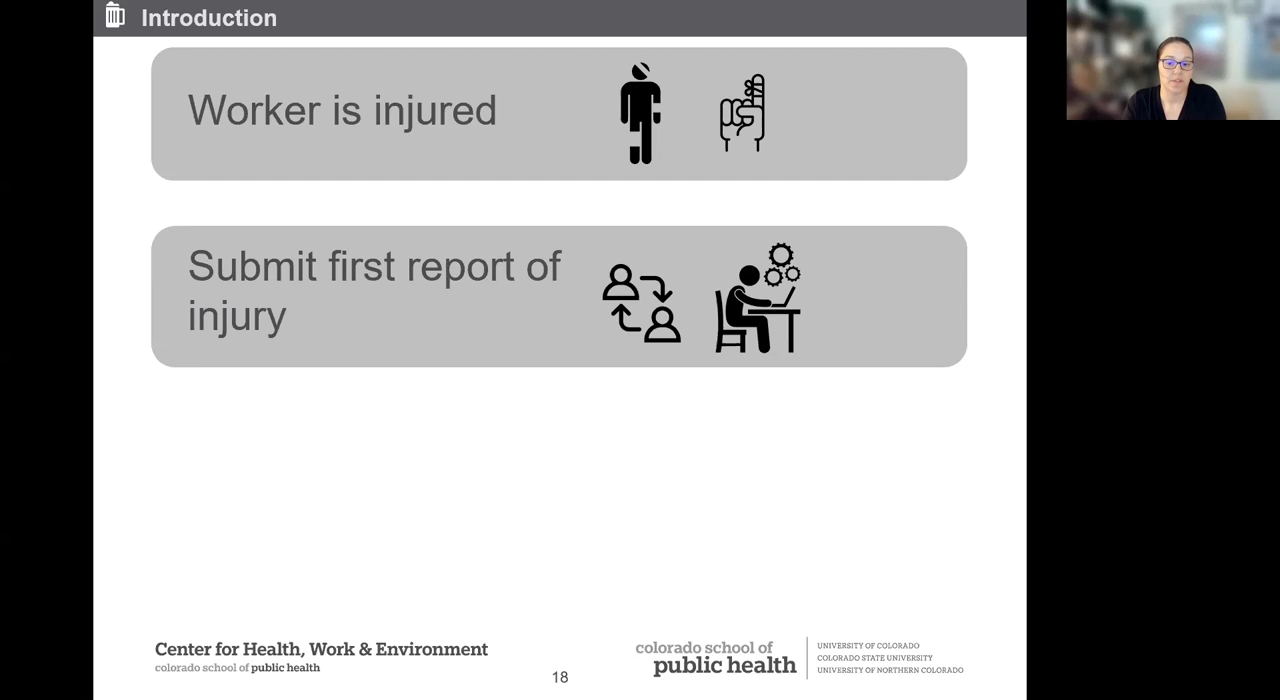 Introduction
Worker is injured
Submit first report of
injury
Center for Health, Work & Environment
colorado school of public health
18
colorado school of
public health
UNIVERSITY OF COLORADO
COLORADO STATE UNIVERSITY
UNIVERSITY OF NORTHERN COLORADO